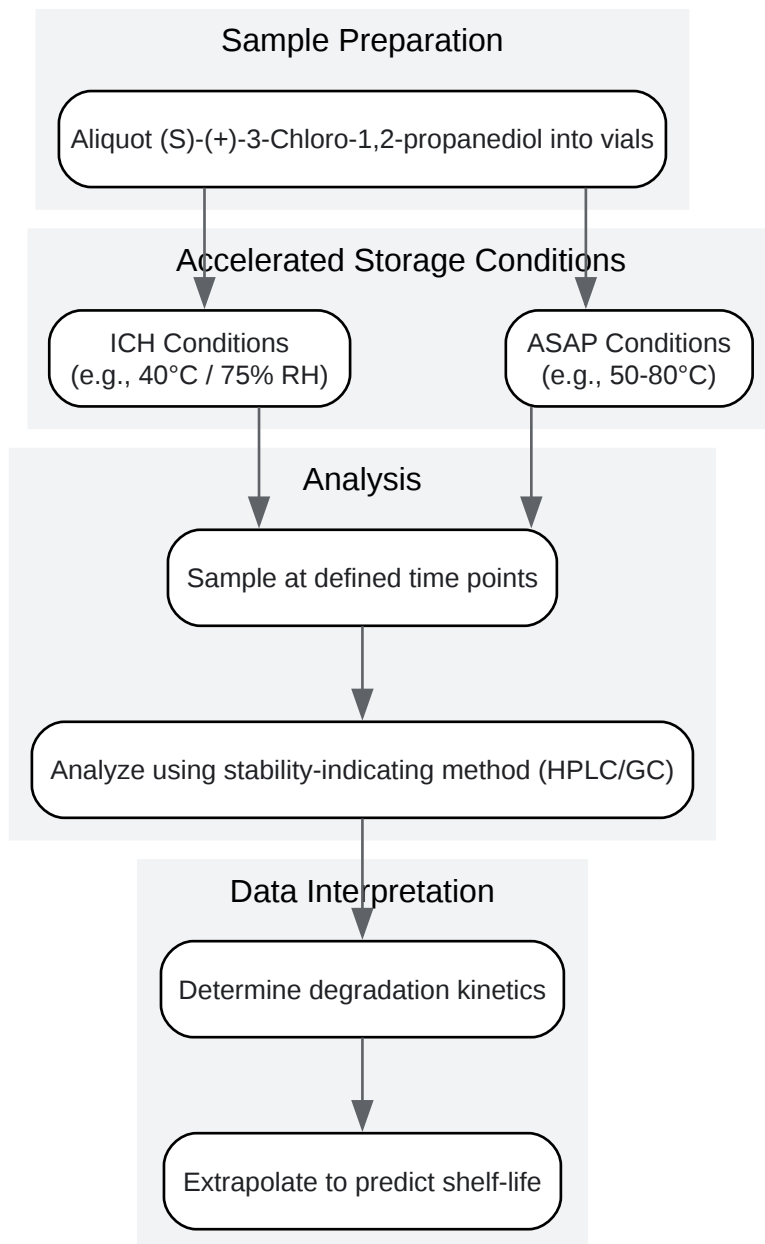 Sample Preparation
Aliquot (S)-(+)-3-Chloro-1,2-propanediol into vials
Accelerated Storage Conditions
ICH Conditions
(e.g., 40°C / 75% RH)
ASAP Conditions
(e.g., 50-80°C)
Analysis
Sample at defined time points
Analyze using stability-indicating method (HPLC/GC)
Data Interpretation
Determine degradation kinetics
Extrapolate to predict shelf-life